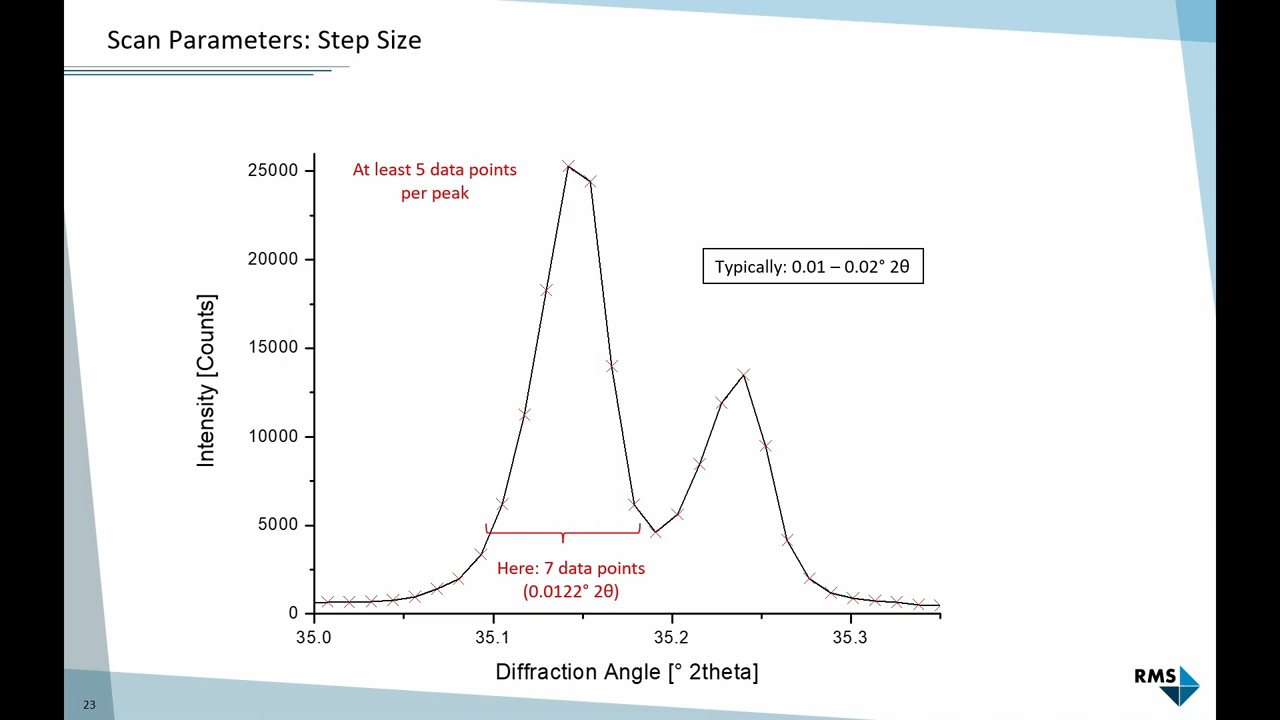 Scan Parameters: Step Size
At least 5 data points
per peak
Typically: 0.01 – 0.02° 2θ
Here: 7 data points
(0.0122° 2θ)
Intensity [Counts]
25000
20000
15000
10000
5000
0
35.0
35.1
35.2
35.3
Diffraction Angle [° 2theta]
23
RMS